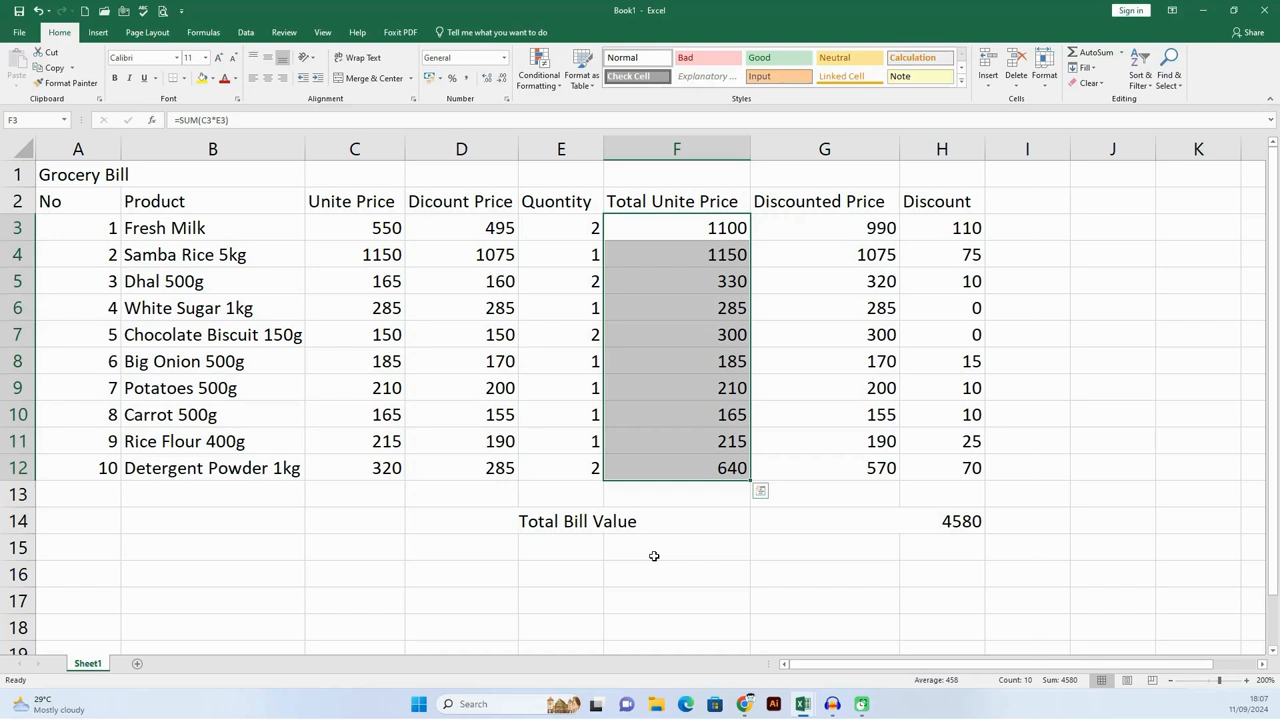 Book1 - Excel
Sign in
File Home Insert Page Layout Formulas Data Review View Help Foxit PDF Tell me what you want to do Share
Paste Cut Copy Format Painter Clipboard
Calibri 11 A A B I U Font
Wrap Text Merge & Center Alignment
General % , Number
Conditional Formatting Format as Table
Normal Bad Good Neutral Calculation
Check Cell Explanatory ... Input Linked Cell Note
Styles
Insert Delete Format Cells
AutoSum Fill Clear Sort & Filter Find & Select Editing
F3 fx =SUM(C3*E3)
A B C D E F G H I J K
1 Grocery Bill
2 No Product Unite Price Dicount Price Quontity Total Unite Price Discounted Price Discount
3 1 Fresh Milk 550 495 2 1100 990 110
4 2 Samba Rice 5kg 1150 1075 1 1150 1075 75
5 3 Dhal 500g 165 160 2 330 320 10
6 4 White Sugar 1kg 285 285 1 285 285 0
7 5 Chocolate Biscuit 150g 150 150 2 300 300 0
8 6 Big Onion 500g 185 170 1 185 170 15
9 7 Potatoes 500g 210 200 1 210 200 10
10 8 Carrot 500g 165 155 1 165 155 10
11 9 Rice Flour 400g 215 190 1 215 190 25
12 10 Detergent Powder 1kg 320 285 2 640 570 70
13
14 Total Bill Value 4580
15
16
17
18
19
Sheet1
Ready Average: 458 Count: 10 Sum: 4580 200%
29°C
Mostly cloudy
Search
18:07
11/09/2024